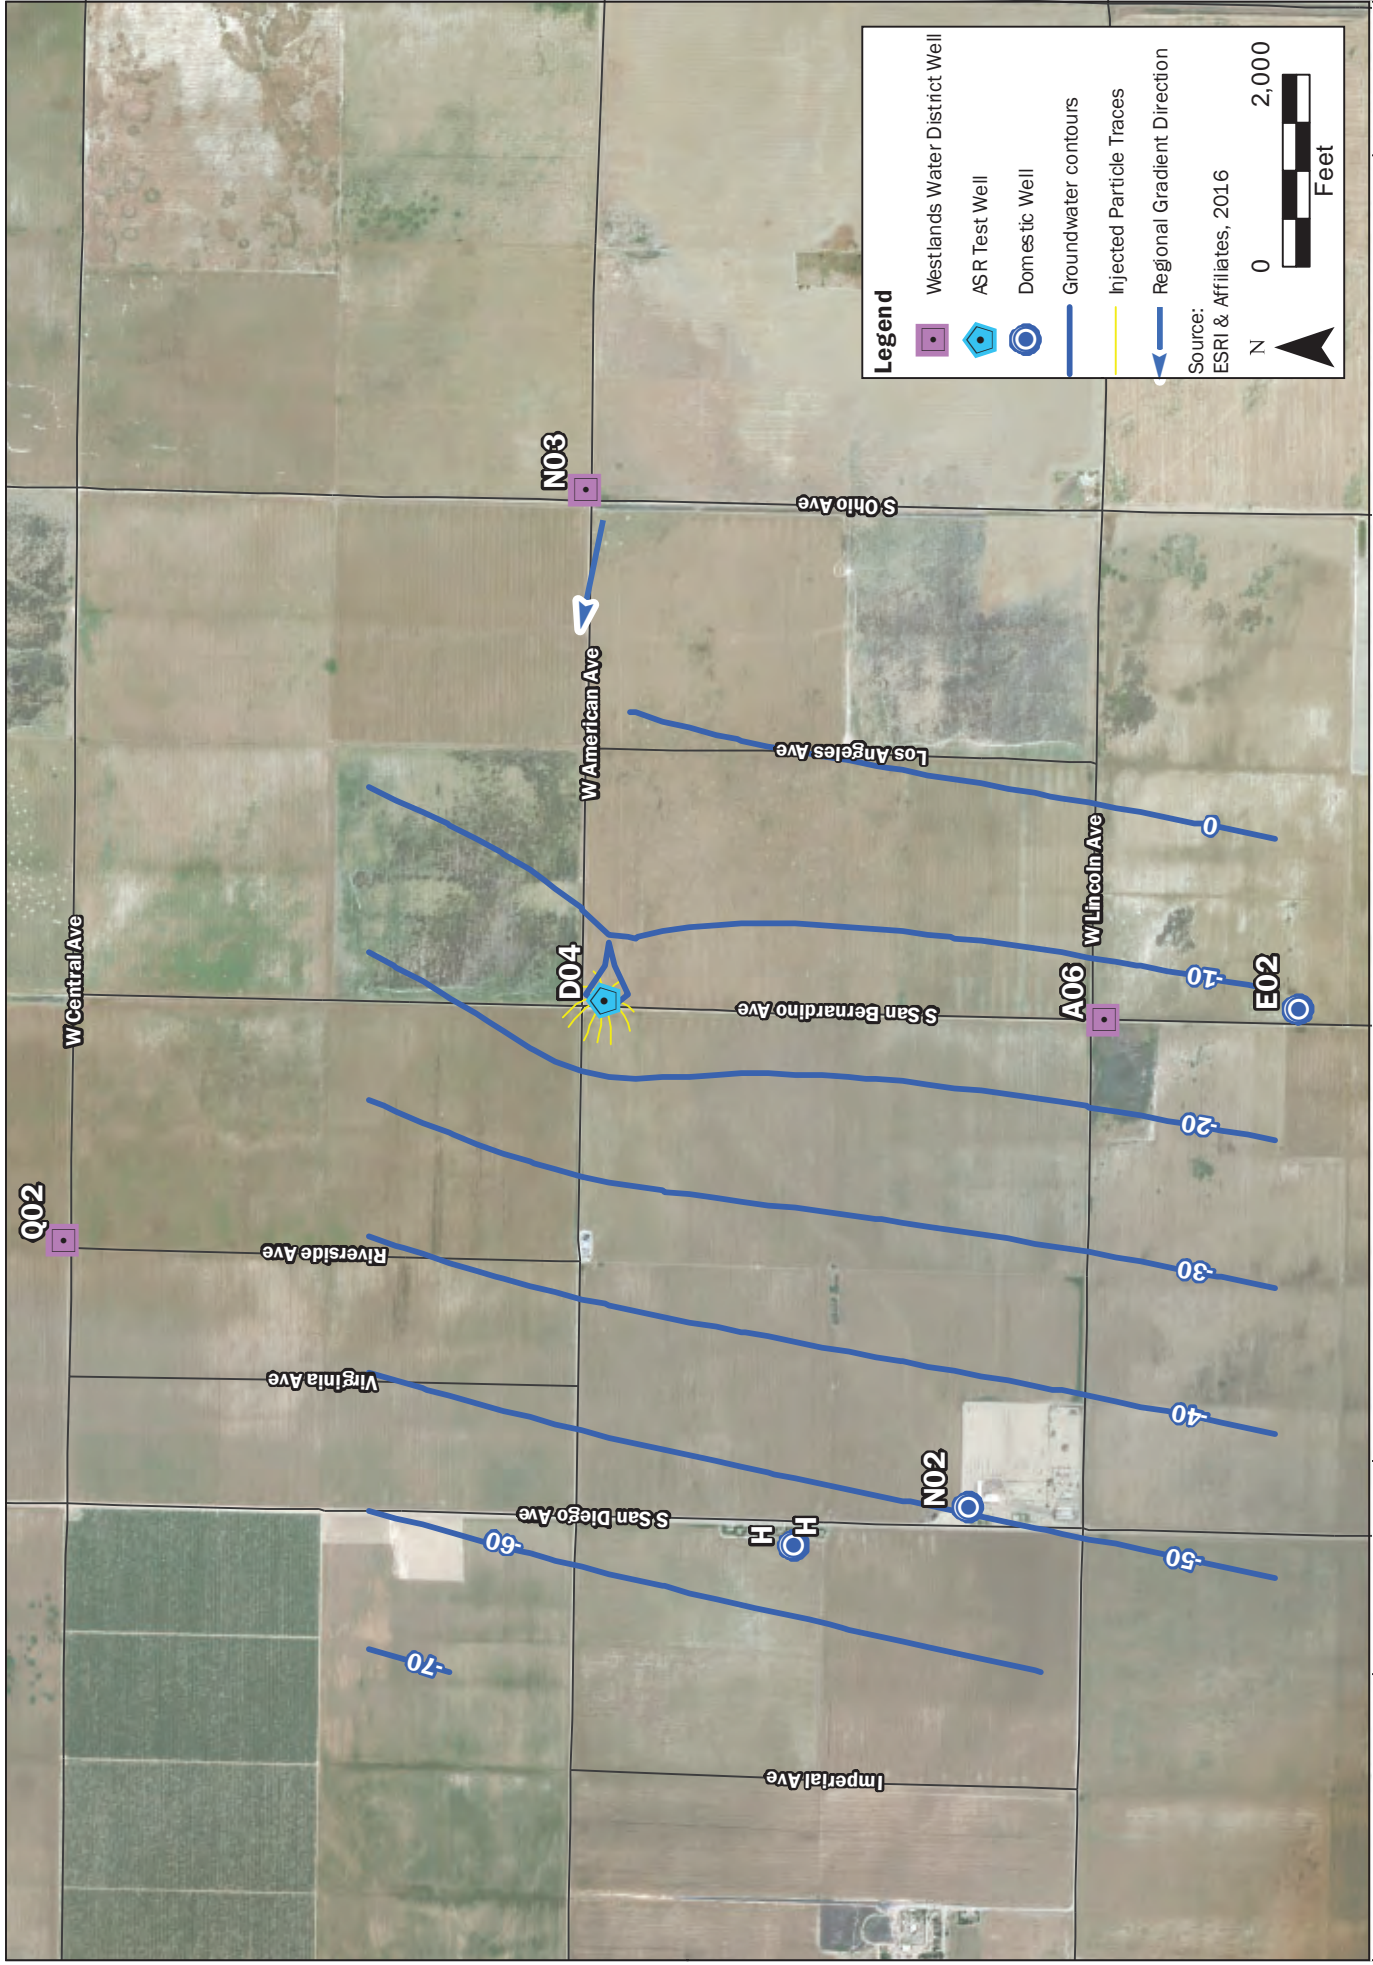 Q02
W Central Ave
Riverside Ave
Virginia Ave
S San Diego Ave
-60
-70
N03
D04
W American Ave
S Ohio Ave
Los Angeles Ave
S San Bernardino Ave
W Lincoln Ave
A06
E02
N02
H
H
Imperial Ave
0
-10
-20
-30
-40
-50
Legend
Westlands Water District Well
ASR Test Well
Domestic Well
Groundwater contours
Injected Particle Traces
Regional Gradient Direction
Source:
ESRI & Affiliates, 2016
N
0 2,000
Feet